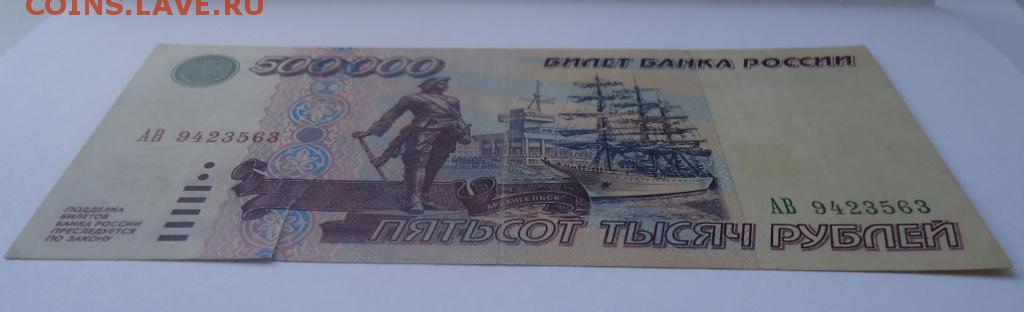 COINS.LAVE.RU
500000
БИЛЕТ БАНКА РОССИИ
АВ 9423563
АРХАНГЕЛЬСК
АВ 9423563
ПОДДЕЛКА
БИЛЕТОВ
БАНКА РОССИИ
ПРЕСЛЕДУЕТСЯ
ПО ЗАКОНУ
ПЯТЬСОТ ТЫСЯЧ РУБЛЕЙ